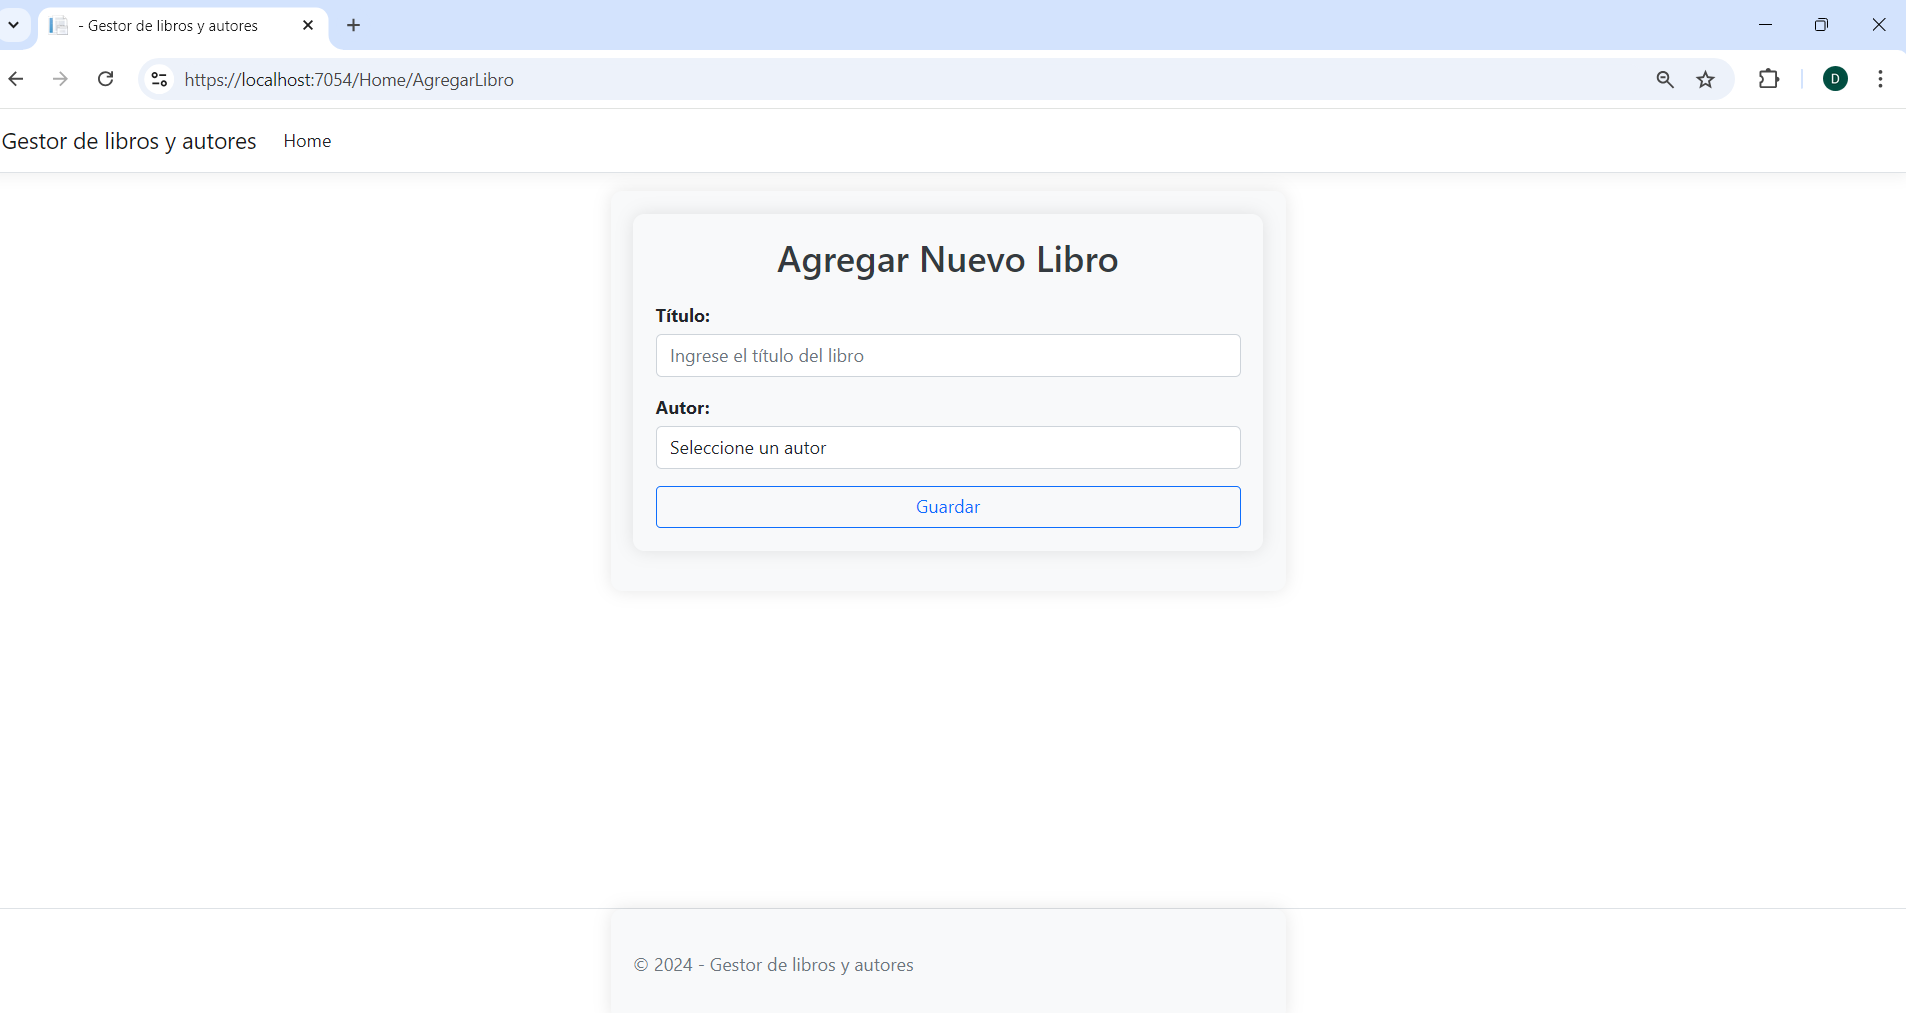 - Gestor de libros y autores
https://localhost:7054/Home/AgregarLibro
D
Gestor de libros y autores Home
Agregar Nuevo Libro
Título:
Ingrese el título del libro
Autor:
Seleccione un autor
Guardar
© 2024 - Gestor de libros y autores